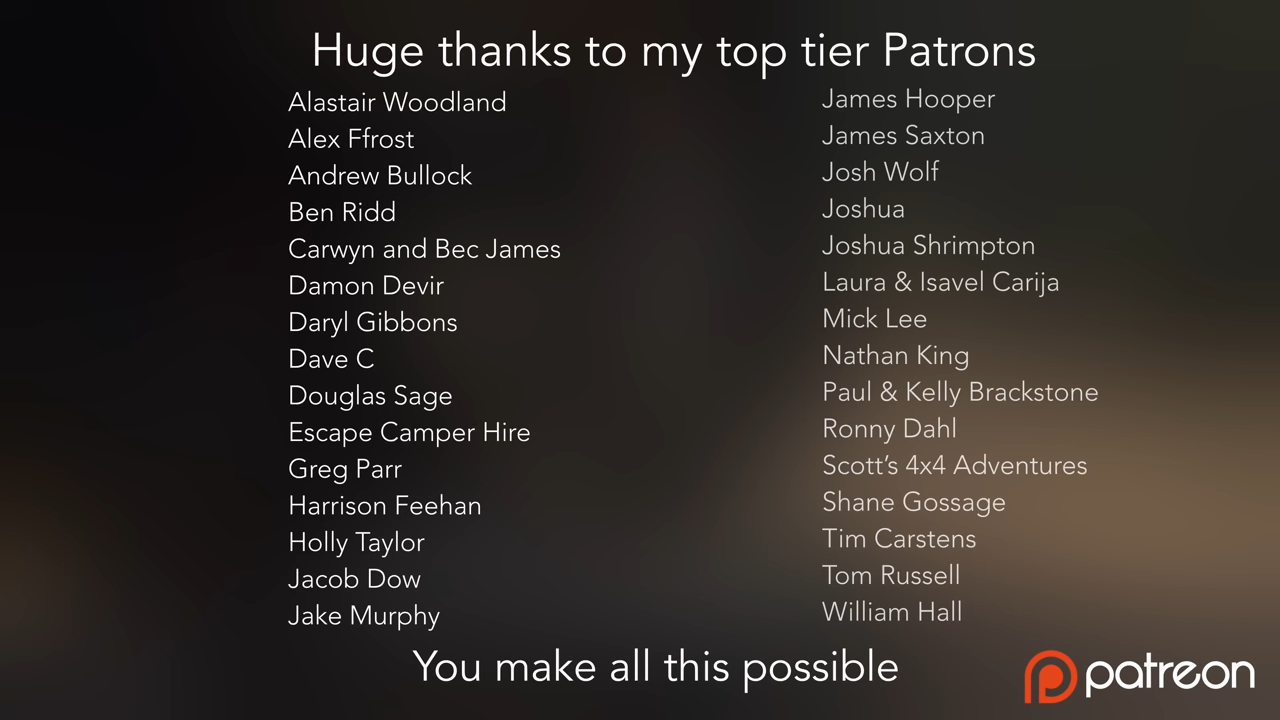 Huge thanks to my top tier Patrons
Alastair Woodland
Alex Ffrost
Andrew Bullock
Ben Ridd
Carwyn and Bec James
Damon Devir
Daryl Gibbons
Dave C
Douglas Sage
Escape Camper Hire
Greg Parr
Harrison Feehan
Holly Taylor
Jacob Dow
Jake Murphy
James Hooper
James Saxton
Josh Wolf
Joshua
Joshua Shrimpton
Laura & Isavel Carija
Mick Lee
Nathan King
Paul & Kelly Brackstone
Ronny Dahl
Scott’s 4x4 Adventures
Shane Gossage
Tim Carstens
Tom Russell
William Hall
You make all this possible
patreon